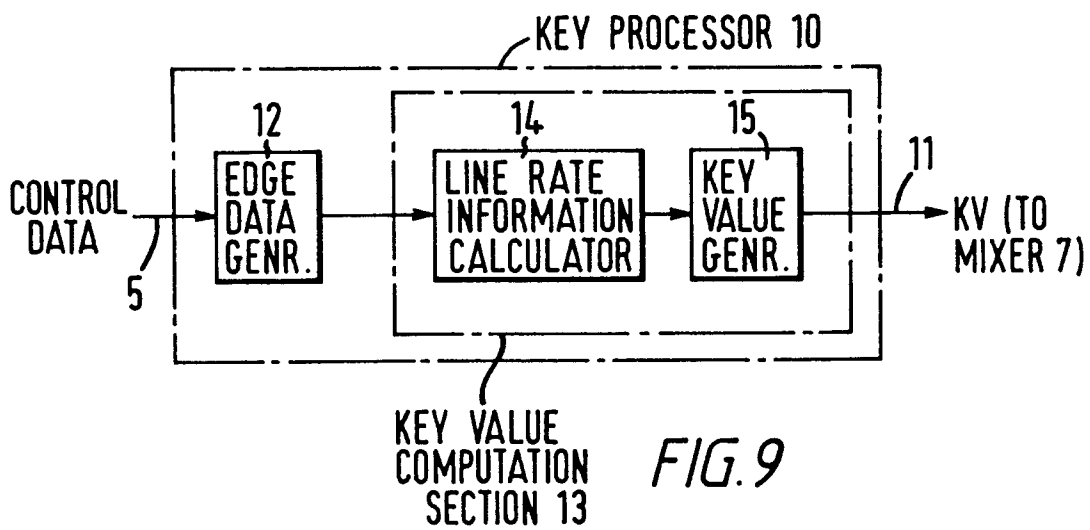 KEY PROCESSOR 10
12
14
15
11
CONTROL
DATA
5
EDGE
DATA
GENR.
LINE RATE
INFORMATION
CALCULATOR
KEY
VALUE
GENR.
KV (TO
MIXER 7)
KEY VALUE
COMPUTATION
SECTION 13
FIG. 9